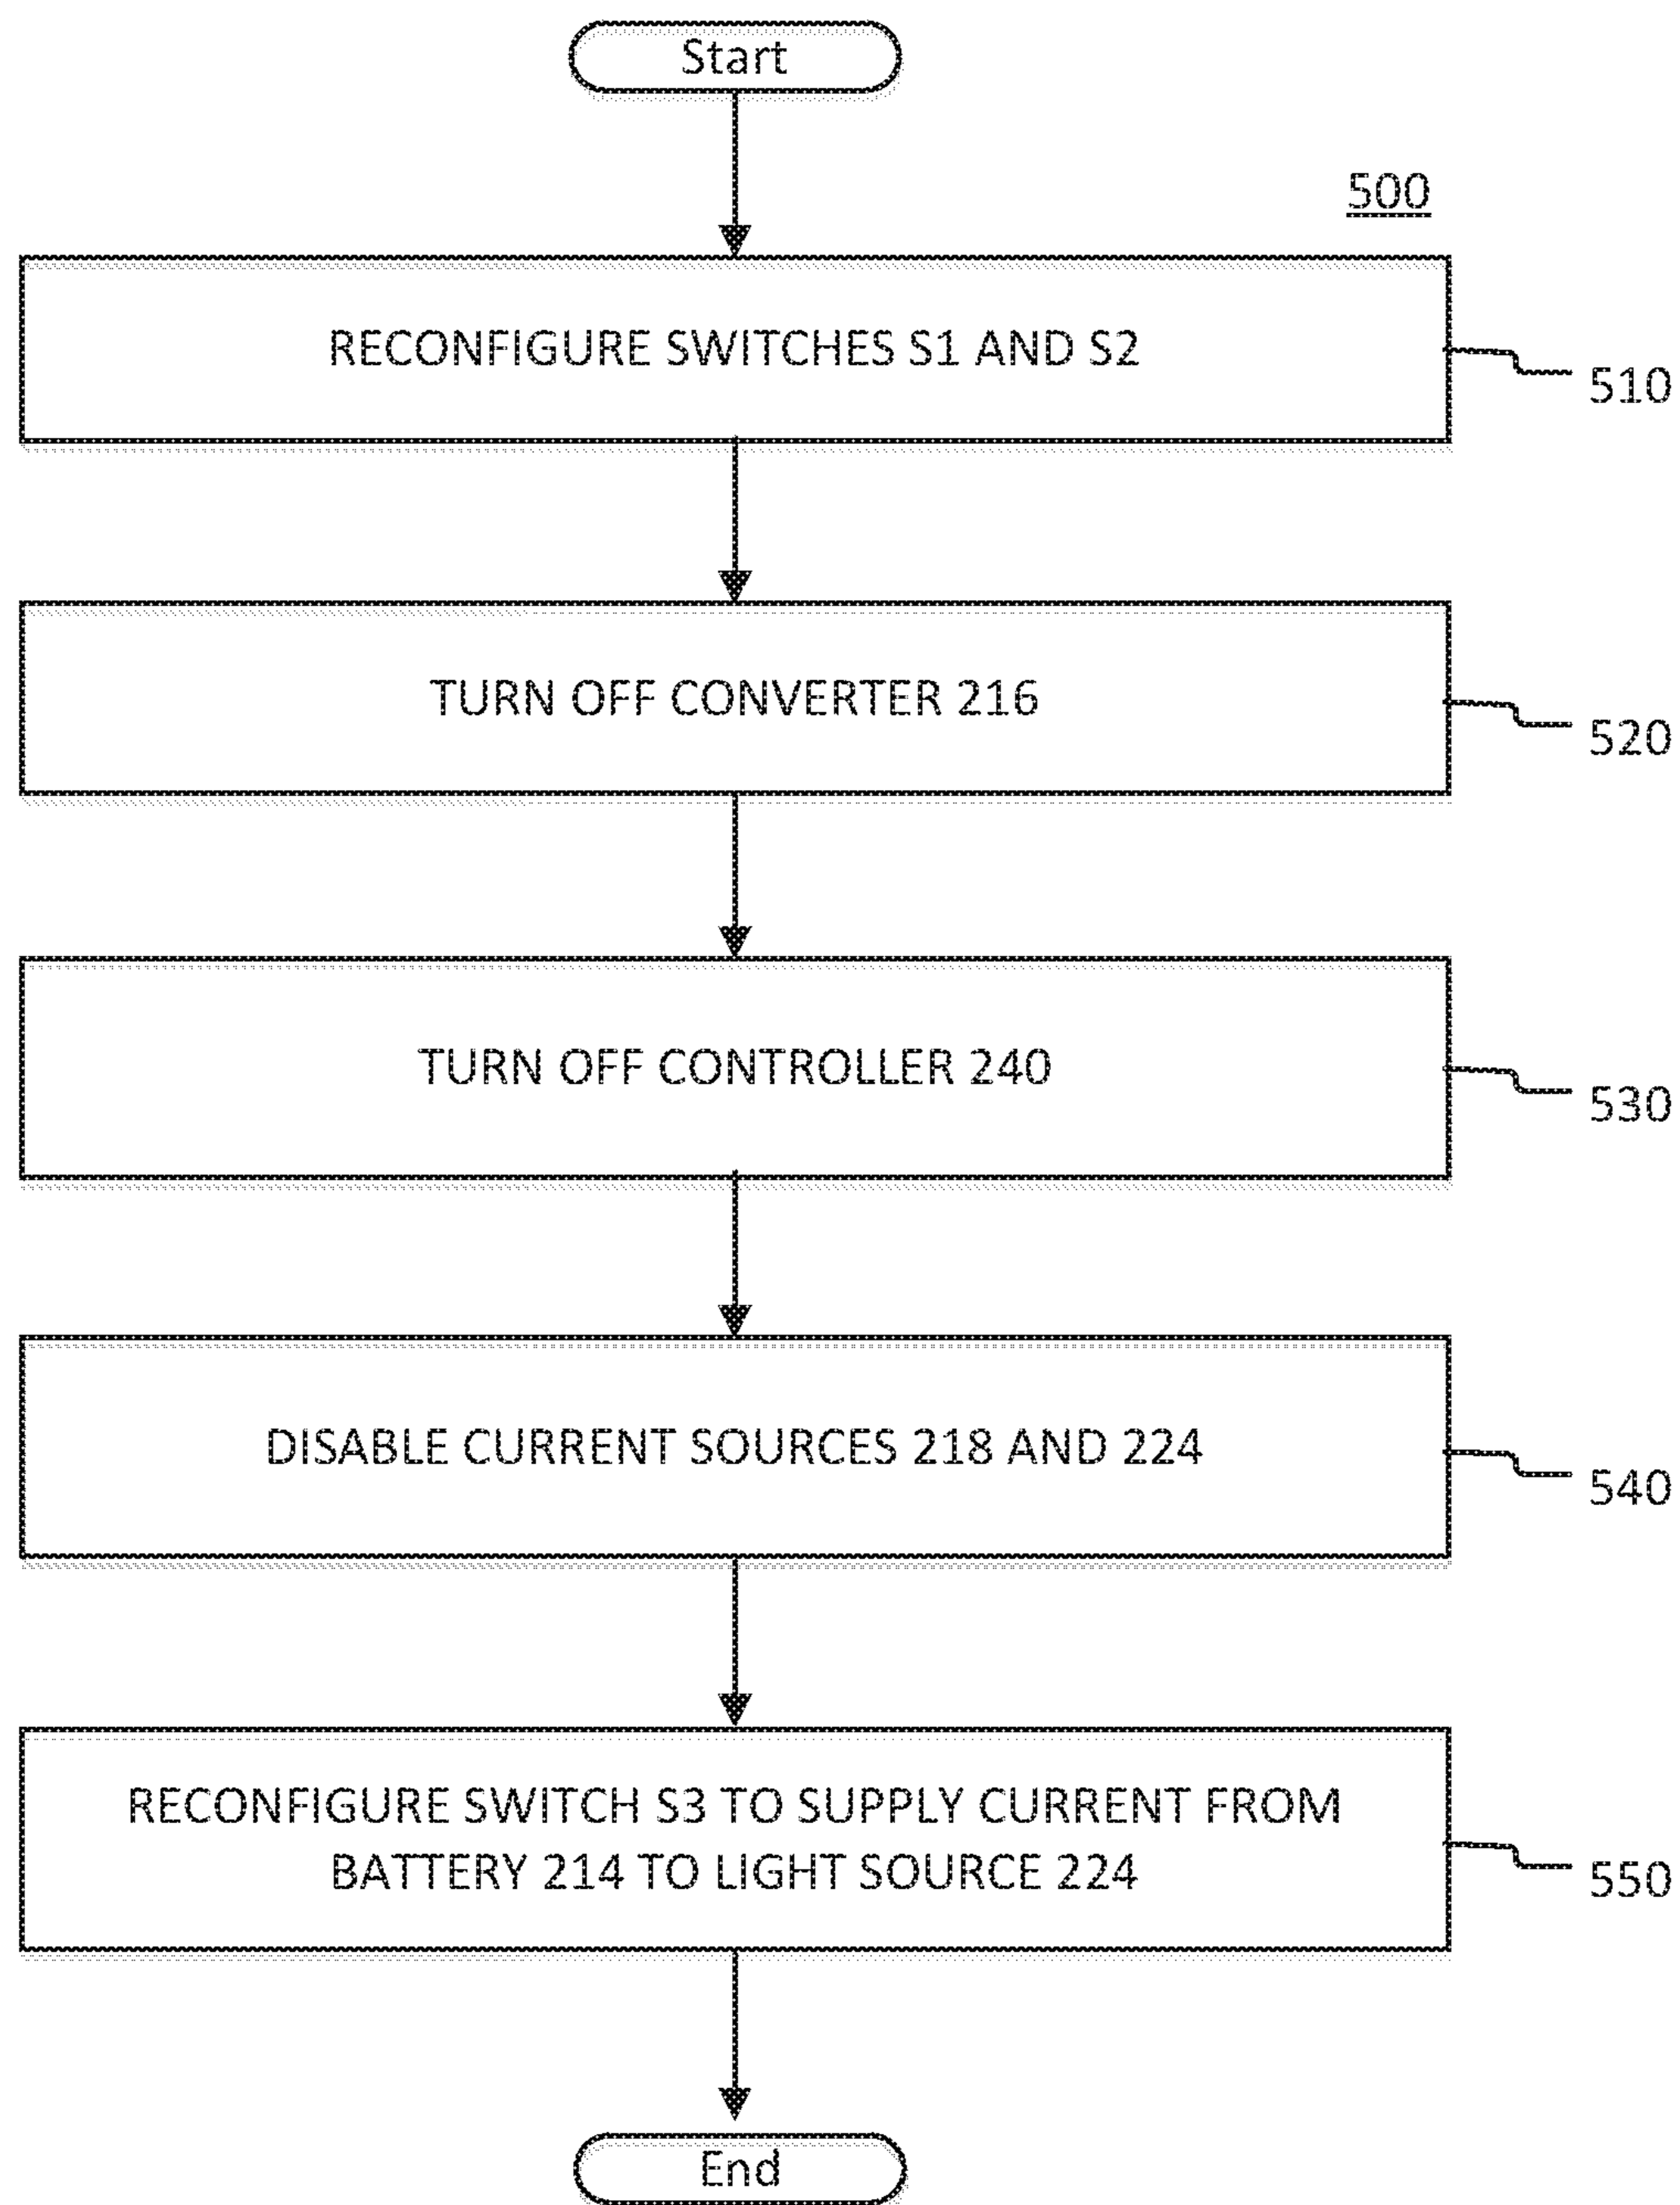 Start
500
RECONFIGURE SWITCHES S1 AND S2
510
TURN OFF CONVERTER 216
520
TURN OFF CONTROLLER 240
530
DISABLE CURRENT SOURCES 218 AND 224
540
RECONFIGURE SWITCH S3 TO SUPPLY CURRENT FROM
BATTERY 214 TO LIGHT SOURCE 224
550
End